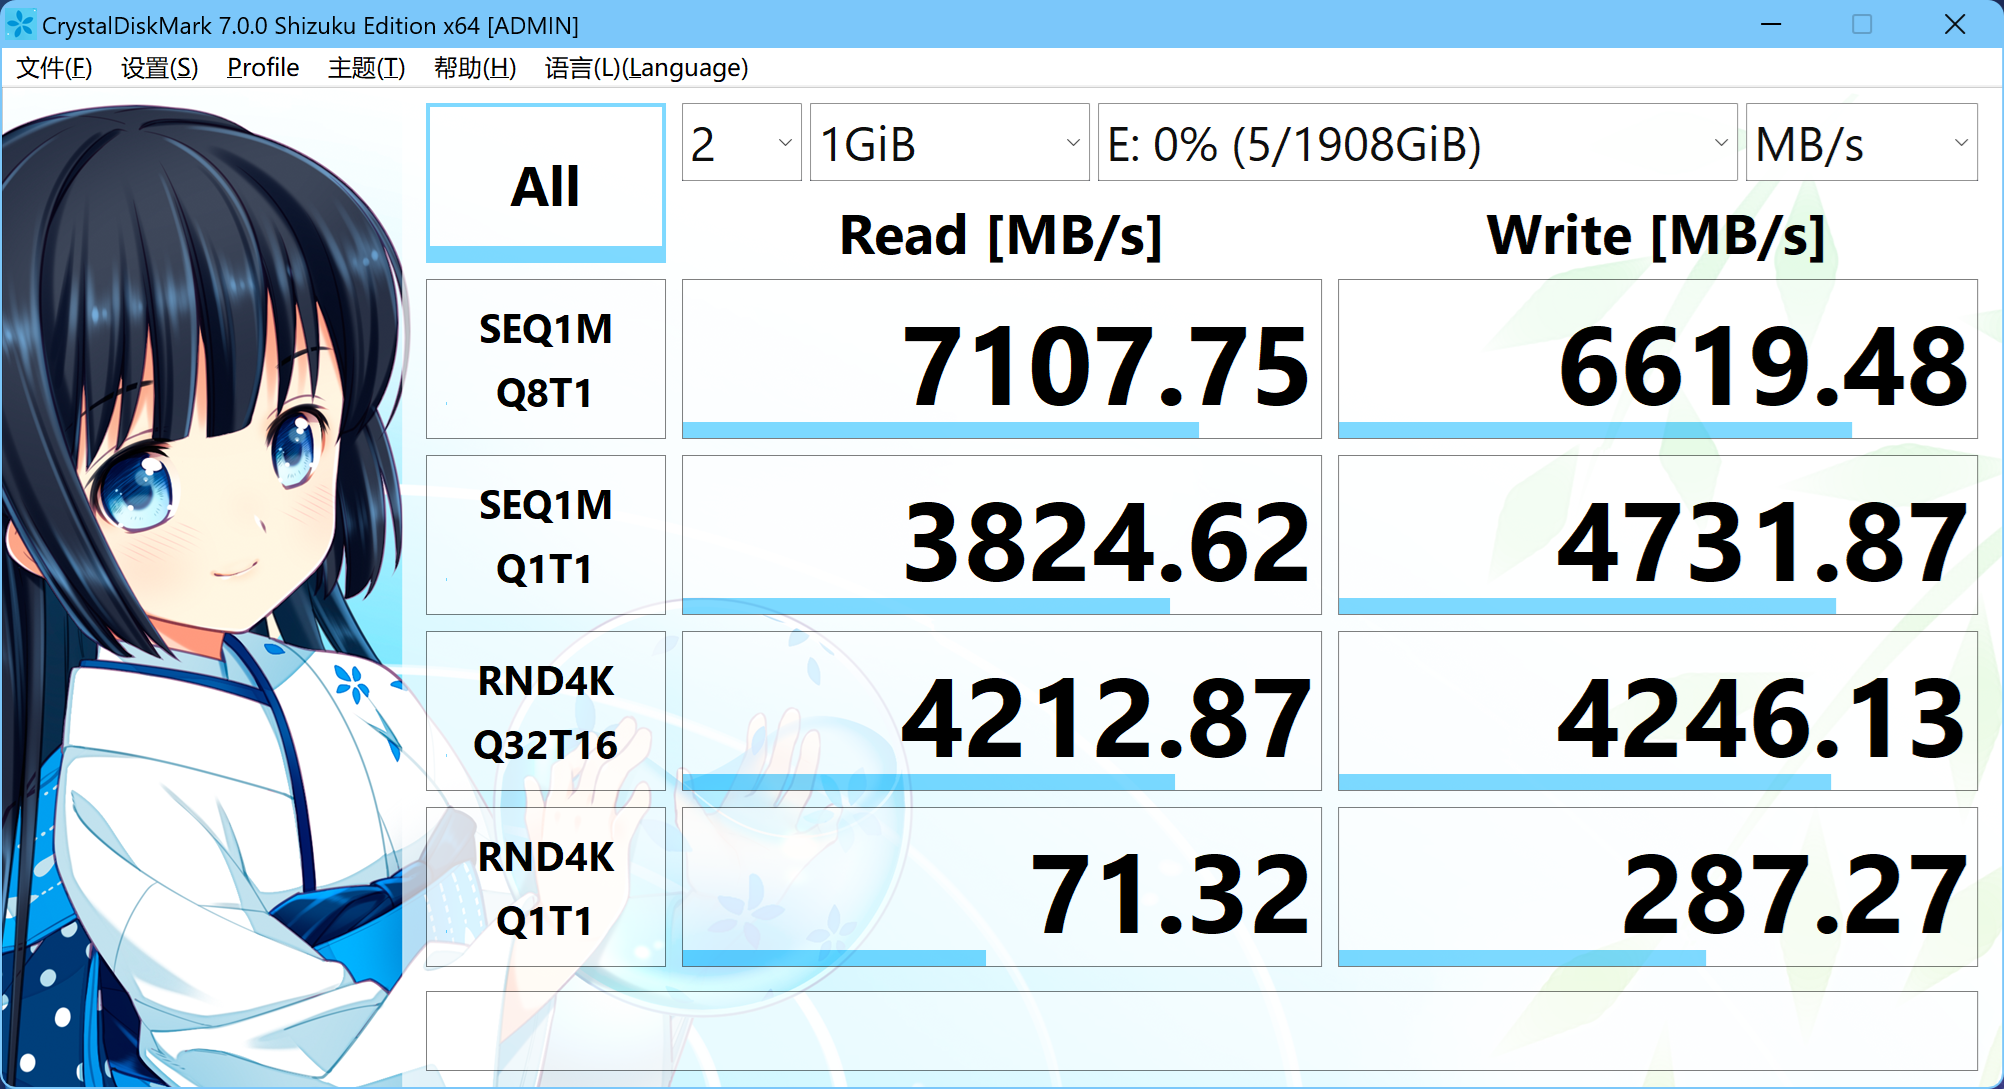 CrystalDiskMark 7.0.0 Shizuku Edition x64 [ADMIN]
文件(F) 设置(S) Profile 主题(T) 帮助(H) 语言(L)(Language)
All 2 1GiB E: 0% (5/1908GiB) MB/s
Read [MB/s] Write [MB/s]
SEQ1M
Q8T1 7107.75 6619.48
SEQ1M
Q1T1 3824.62 4731.87
RND4K
Q32T16 4212.87 4246.13
RND4K
Q1T1 71.32 287.27